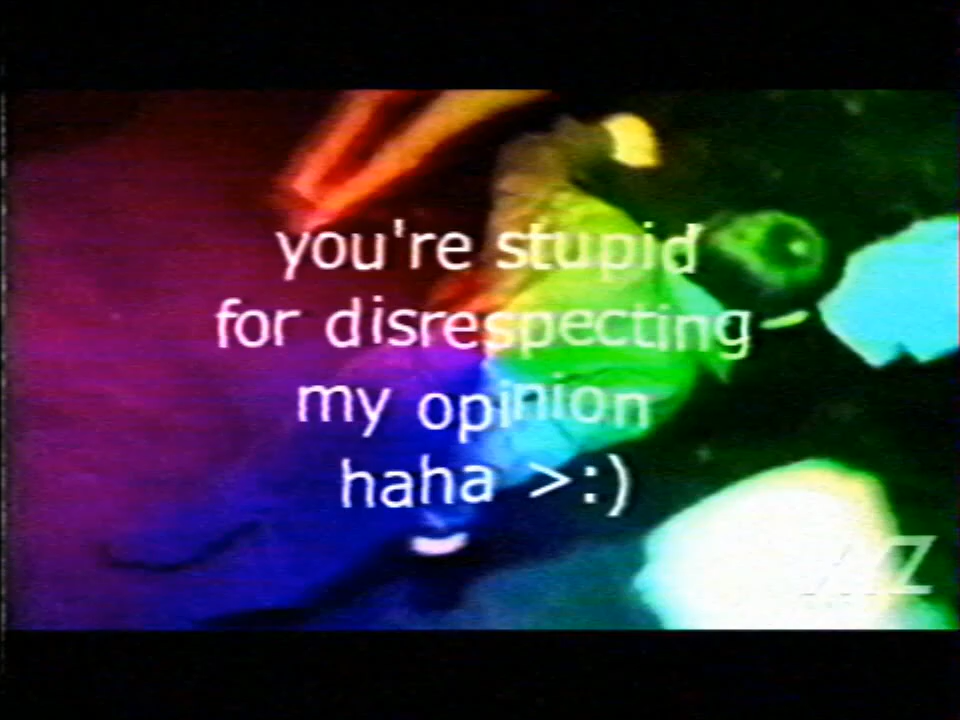 you're stupid
for disrespecting
my opinion
haha >:)